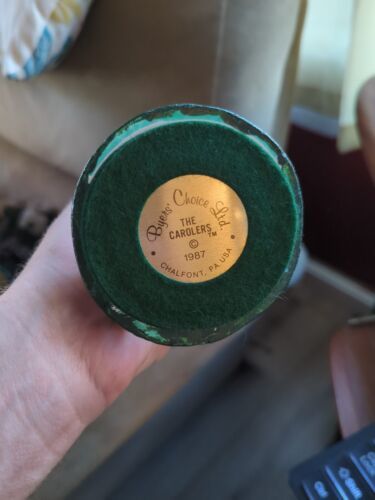 Byers' Choice Ltd.
THE
CAROLERS™
©
1987
• CHALFONT, PA USA •